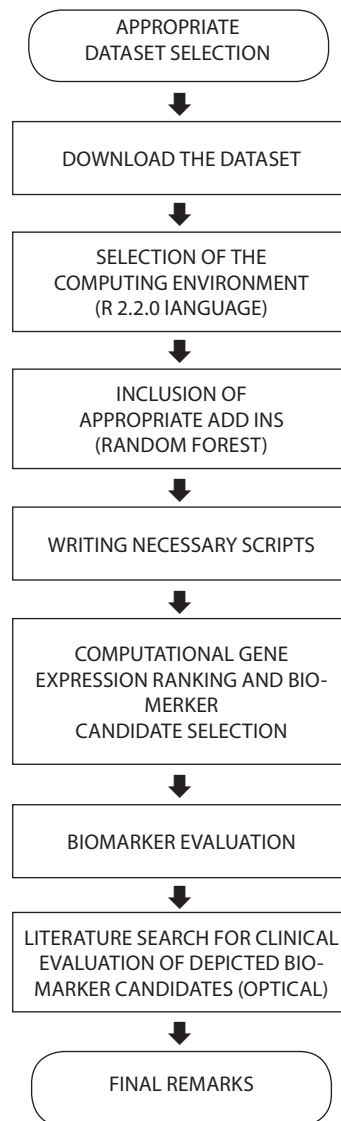 APPROPRIATE
DATASET SELECTION
DOWNLOAD THE DATASET
SELECTION OF THE
COMPUTING ENVIRONMENT
(R 2.2.0 lANGUAGE)
INCLUSION OF
APPROPRIATE ADD INS
(RANDOM FOREST)
WRITING NECESSARY SCRIPTS
COMPUTATIONAL GENE
EXPRESSION RANKING AND BIO-
MERKER
CANDIDATE SELECTION
BIOMARKER EVALUATION
LITERATURE SEARCH FOR CLINICAL
EVALUATION OF DEPICTED BIO-
MARKER CANDIDATES (OPTICAL)
FINAL REMARKS